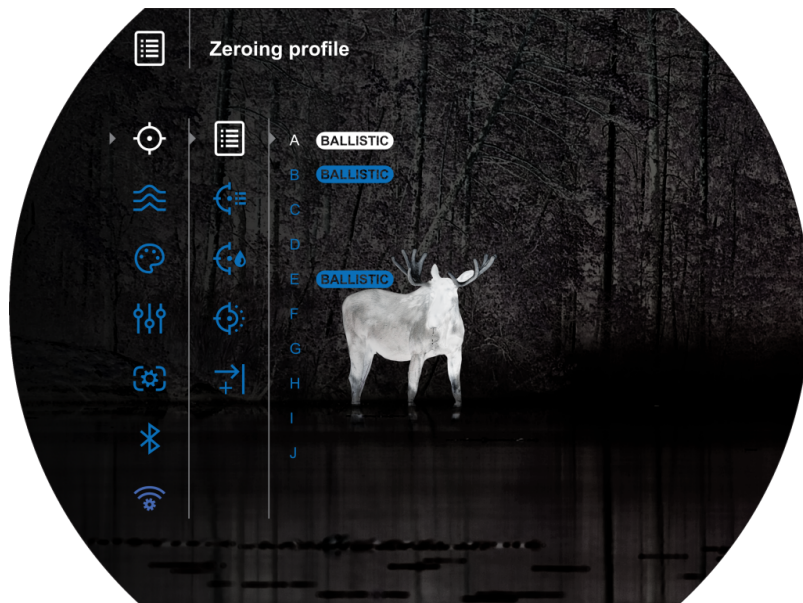 Zeroing profile
A BALLISTIC
B BALLISTIC
C
D
E BALLISTIC
F
G
H
I
J